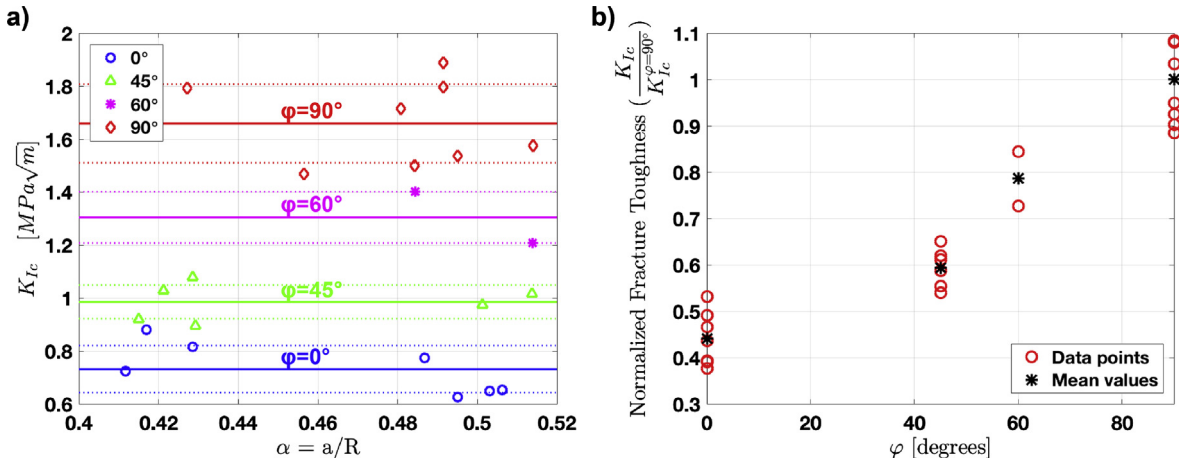 a)
K_Ic [MPa√m]
2
1.8
1.6
1.4
1.2
1
0.8
0.6
0°
45°
60°
90°
φ=90°
φ=60°
φ=45°
φ=0°
0.4 0.42 0.44 0.46 0.48 0.5 0.52
α = a/R
b)
Normalized Fracture Toughness (K_Ic / K_Ic^φ=90°)
1.1
1
0.9
0.8
0.7
0.6
0.5
0.4
0.3
Data points
Mean values
0 20 40 60 80
φ [degrees]